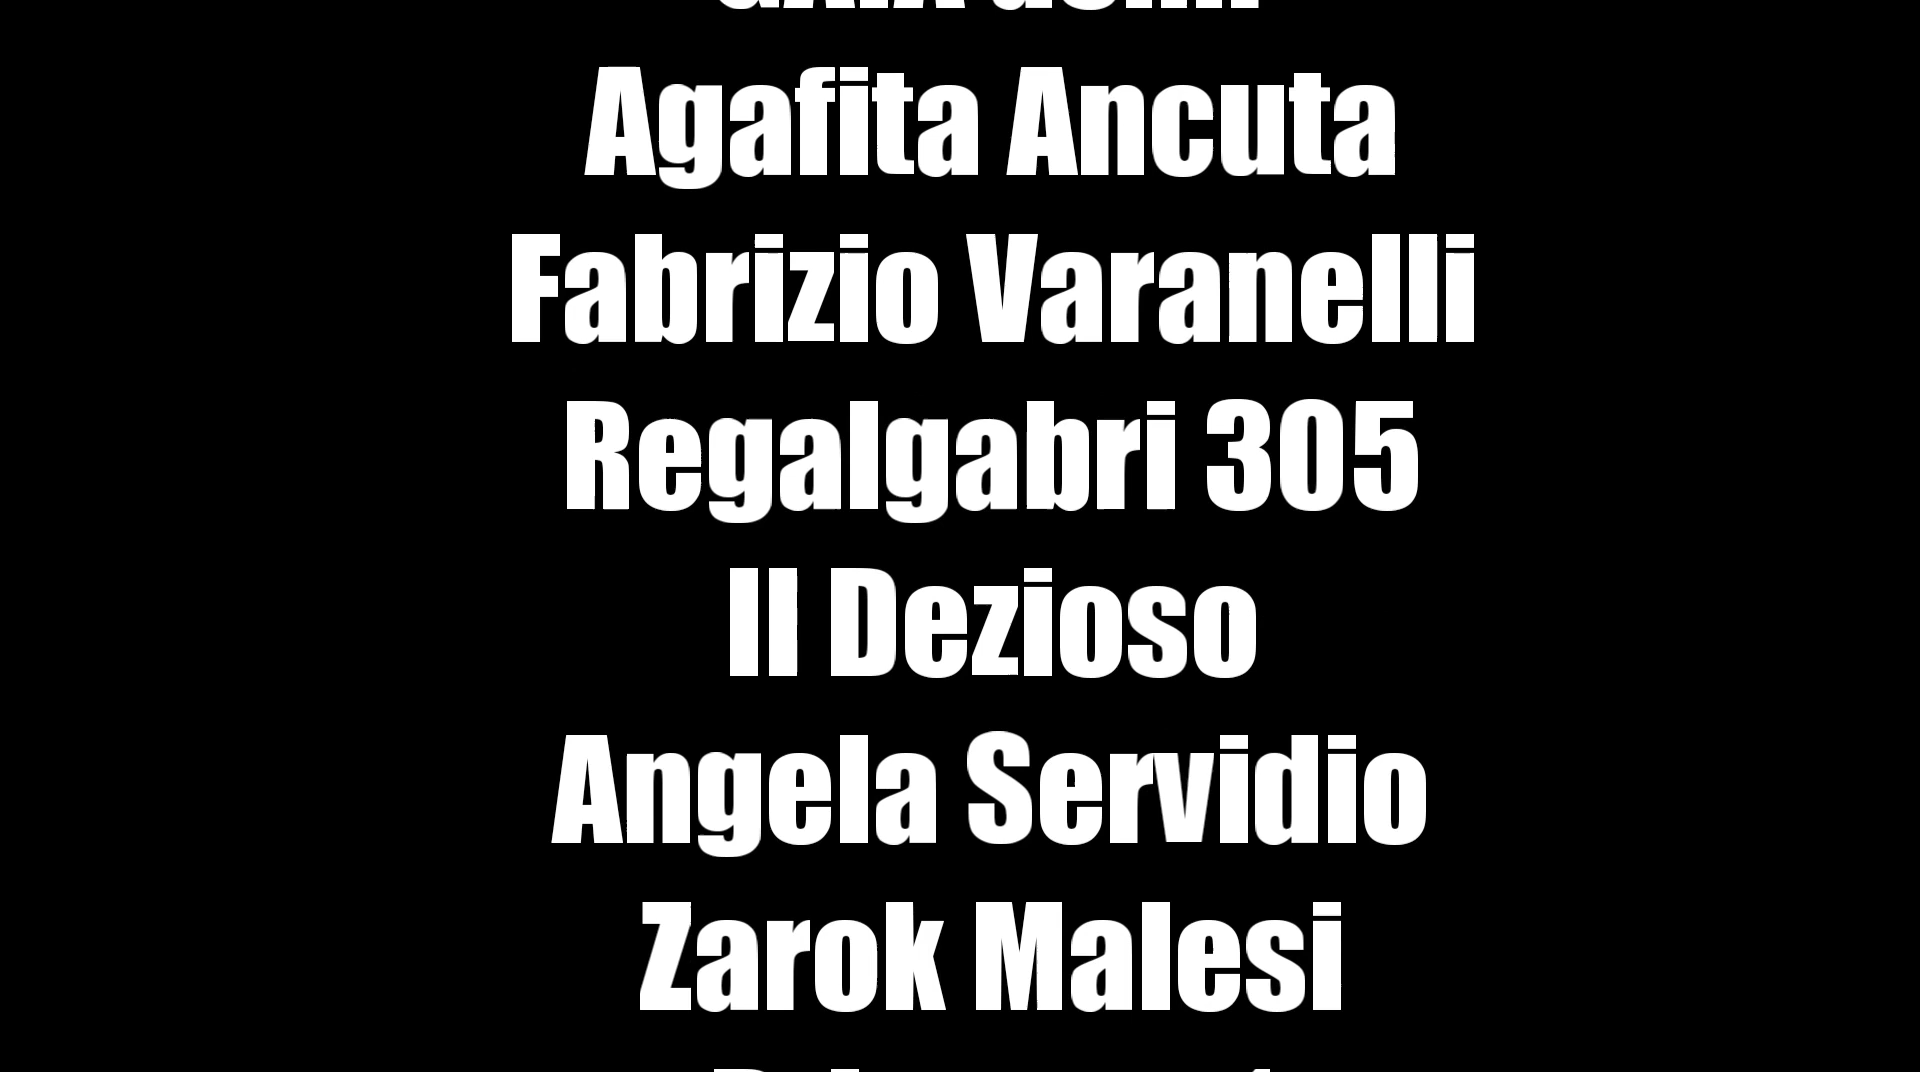 Agafita Ancuta
Fabrizio Varanelli
Regalgabri 305
Il Dezioso
Angela Servidio
Zarok Malesi